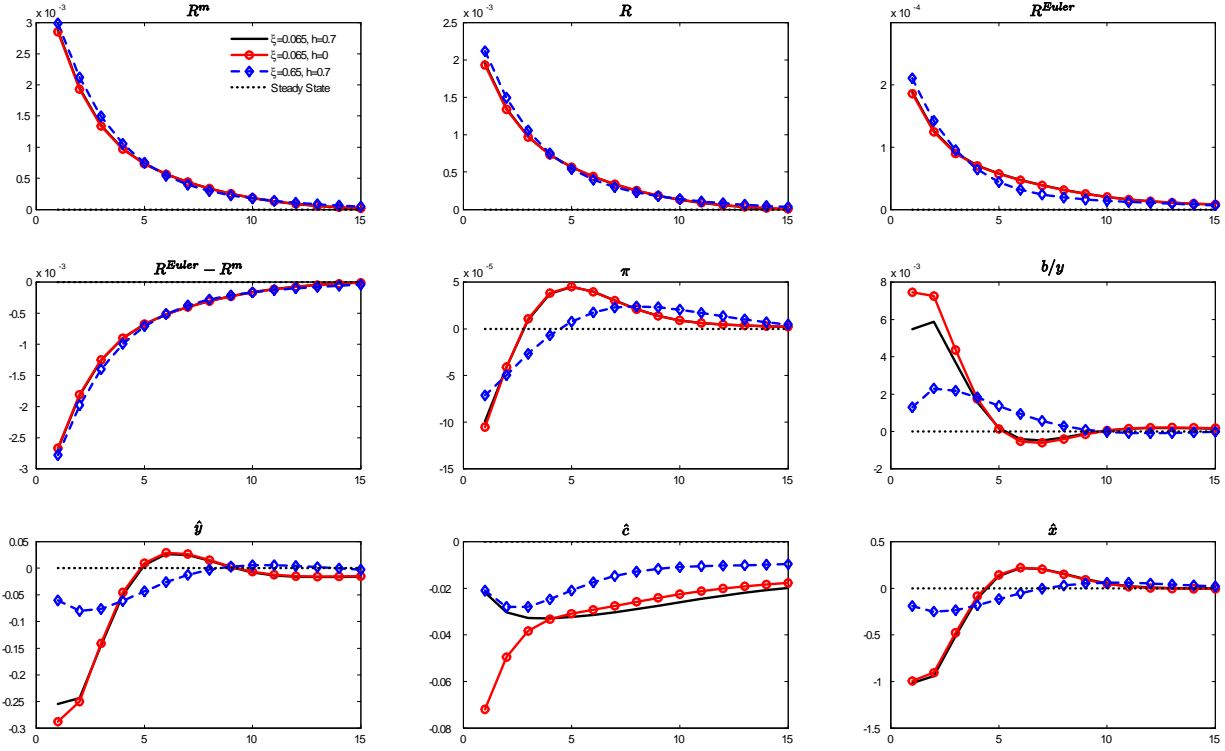 R^m
x 10^-3
3
2.5
2
1.5
1
0.5
0
0 5 10 15
ξ=0.065, h=0.7
ξ=0.065, h=0
ξ=0.65, h=0.7
Steady State
R
x 10^-3
2.5
2
1.5
1
0.5
0
0 5 10 15
R^Euler
x 10^-4
4
2
0
0 5 10 15
R^Euler − R^m
x 10^-3
0
-0.5
-1
-1.5
-2
-2.5
-3
0 5 10 15
π
x 10^-5
10
5
0
-5
-10
-15
0 5 10 15
b/y
x 10^-3
8
6
4
2
0
-2
0 5 10 15
ŷ
0.05
0
-0.05
-0.1
-0.15
-0.2
-0.25
-0.3
0 5 10 15
ĉ
0
-0.02
-0.04
-0.06
-0.08
0 5 10 15
x̂
0.5
0
-0.5
-1
-1.5
0 5 10 15